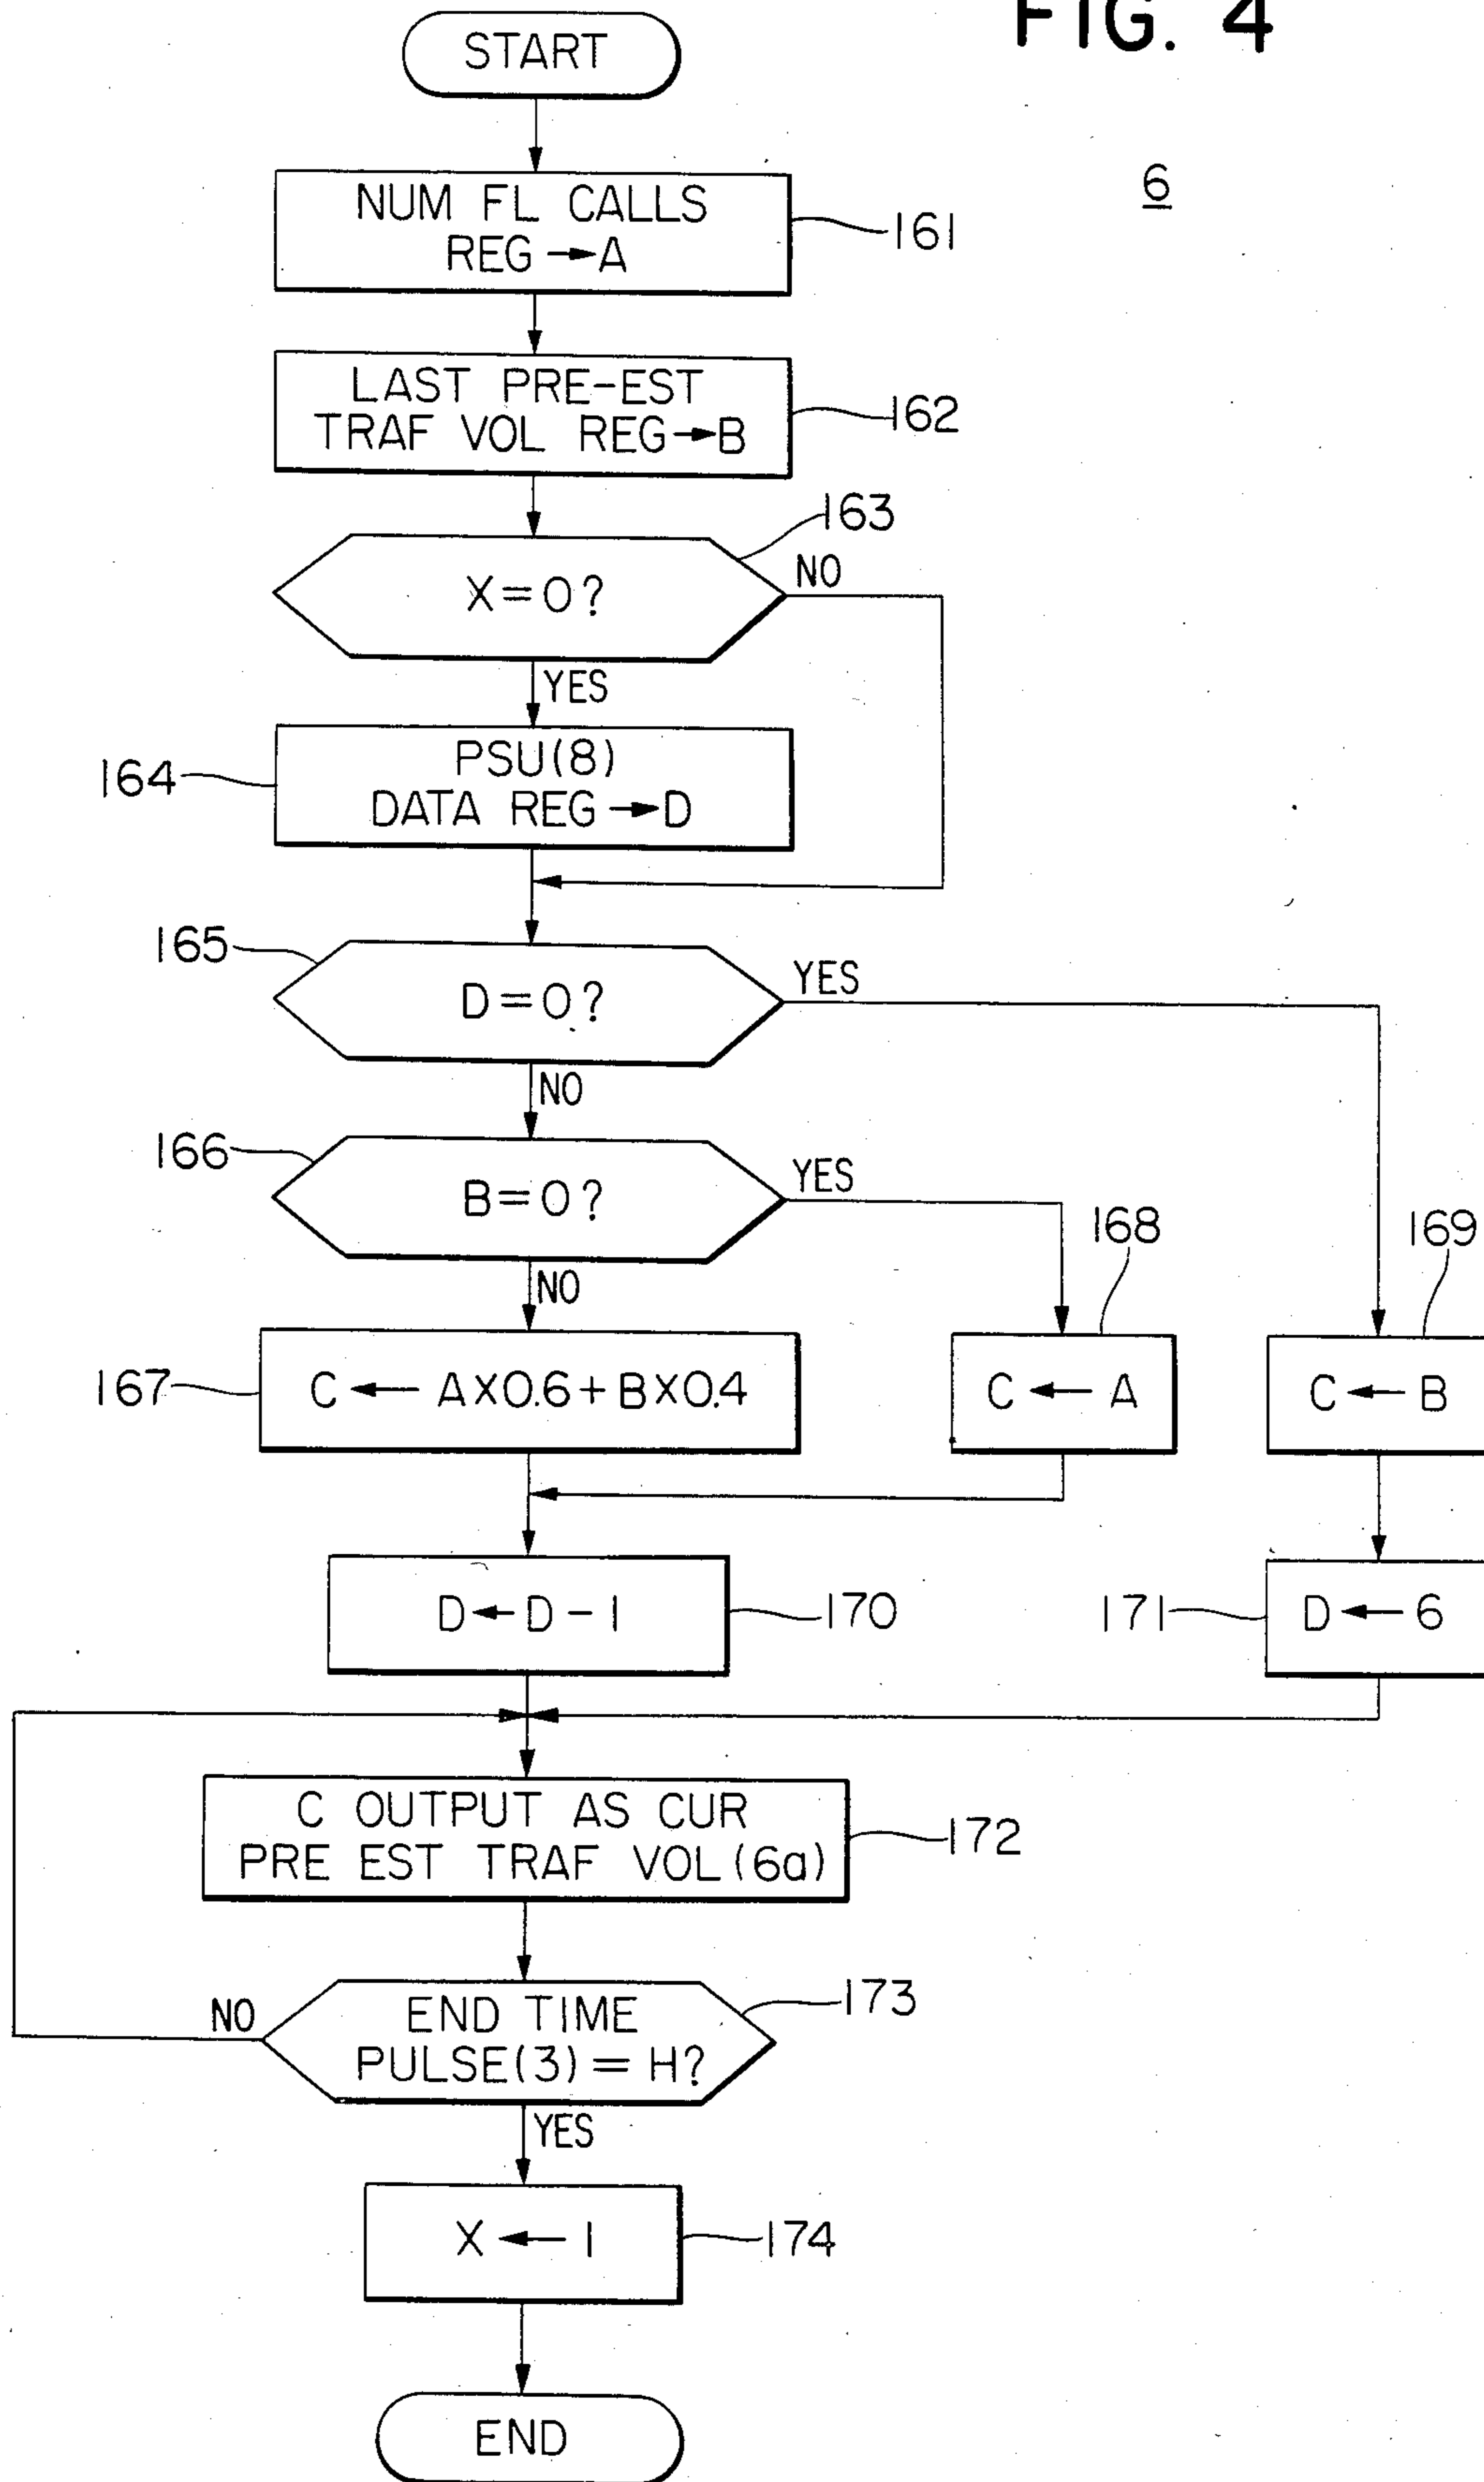 FIG. 4
START
6
NUM FL CALLS
REG→A
161
LAST PRE-EST
TRAF VOL REG→B
162
163
X=0?
NO
YES
164
PSU(8)
DATA REG→D
165
D=0?
YES
NO
166
B=0?
YES
NO
168
169
167
C ← AX0.6+BX0.4
C ← A
C ← B
D←D-1
170
171
D←6
C OUTPUT AS CUR
PRE EST TRAF VOL(6a)
172
173
NO
END TIME
PULSE(3)=H?
YES
X←1
174
END